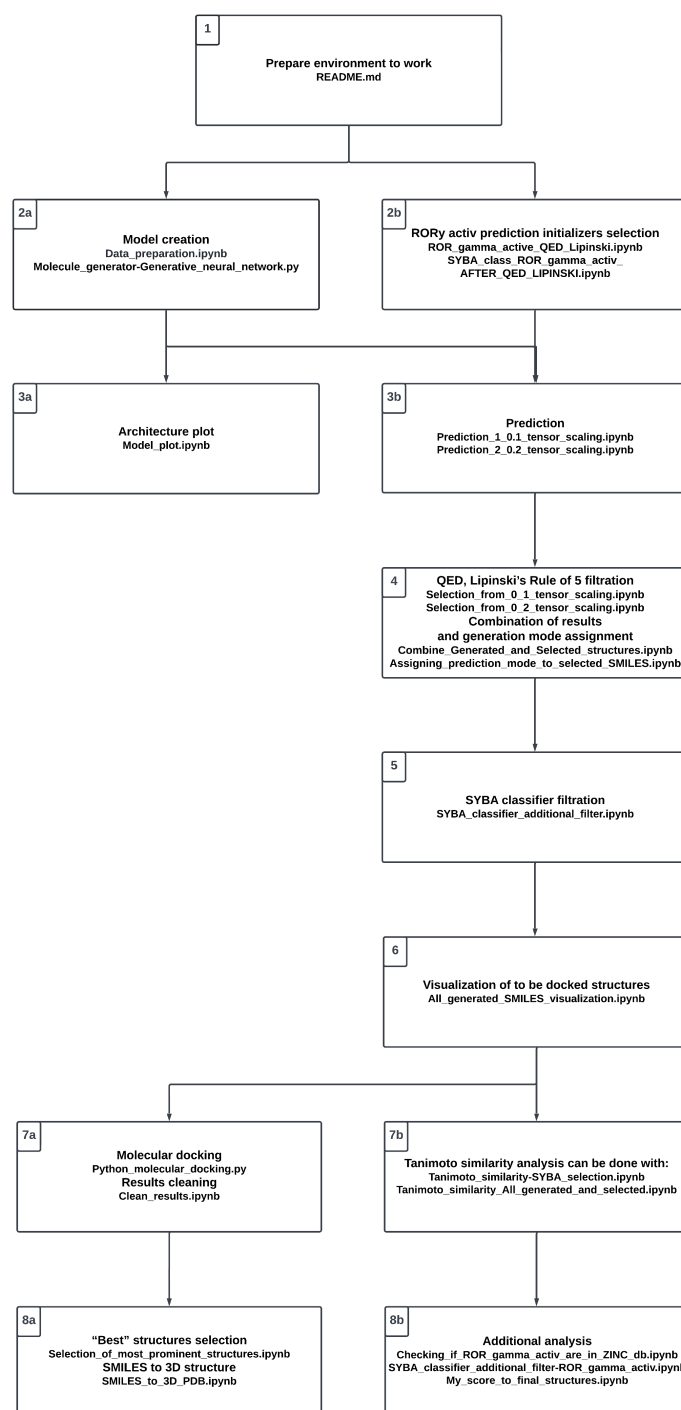 1
Prepare environment to work
README.md
2a
Model creation
Data_preparation.ipynb
Molecule_generator-Generative_neural_network.py
2b
RORy activ prediction initializers selection
ROR_gamma_active_QED_Lipinski.ipynb
SYBA_class_ROR_gamma_activ_
AFTER_QED_LIPINSKI.ipynb
3a
Architecture plot
Model_plot.ipynb
3b
Prediction
Prediction_1_0.1_tensor_scaling.ipynb
Prediction_2_0.2_tensor_scaling.ipynb
4
QED, Lipinski’s Rule of 5 filtration
Selection_from_0_1_tensor_scaling.ipynb
Selection_from_0_2_tensor_scaling.ipynb
Combination of results
and generation mode assignment
Combine_Generated_and_Selected_structures.ipynb
Assigning_prediction_mode_to_selected_SMILES.ipynb
5
SYBA classifier filtration
SYBA_classifier_additional_filter.ipynb
6
Visualization of to be docked structures
All_generated_SMILES_visualization.ipynb
7a
Molecular docking
Python_molecular_docking.py
Results cleaning
Clean_results.ipynb
7b
Tanimoto similarity analysis can be done with:
Tanimoto_similarity-SYBA_selection.ipynb
Tanimoto_similarity_All_generated_and_selected.ipynb
8a
“Best” structures selection
Selection_of_most_prominent_structures.ipynb
SMILES to 3D structure
SMILES_to_3D_PDB.ipynb
8b
Additional analysis
Checking_if_ROR_gamma_activ_are_in_ZINC_db.ipynb
SYBA_classifier_additional_filter-ROR_gamma_activ.ipynb
My_score_to_final_structures.ipynb